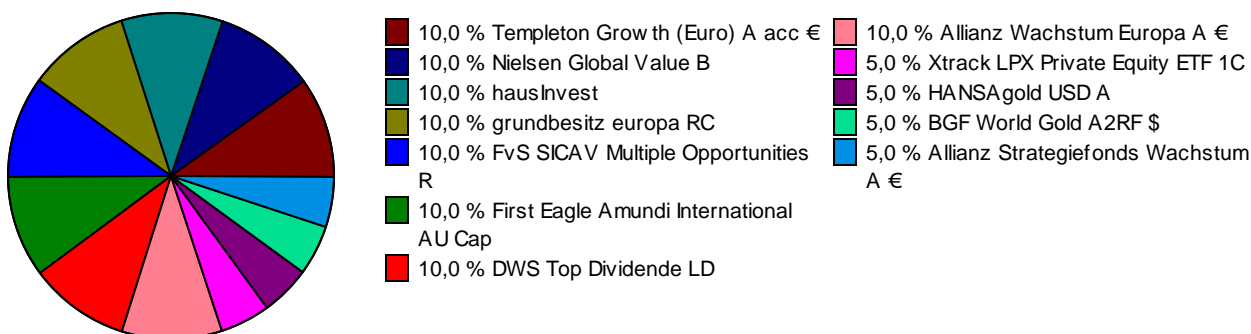 10,0 % Templeton Growth (Euro) A acc €
10,0 % Nielsen Global Value B
10,0 % hausInvest
10,0 % grundbesitz europa RC
10,0 % FvS SICAV Multiple Opportunities
R
10,0 % First Eagle Amundi International
AU Cap
10,0 % DWS Top Dividende LD
10,0 % Allianz Wachstum Europa A €
5,0 % Xtrack LPX Private Equity ETF 1C
5,0 % HANSAgold USD A
5,0 % BGF World Gold A2RF $
5,0 % Allianz Strategiefonds Wachstum
A €